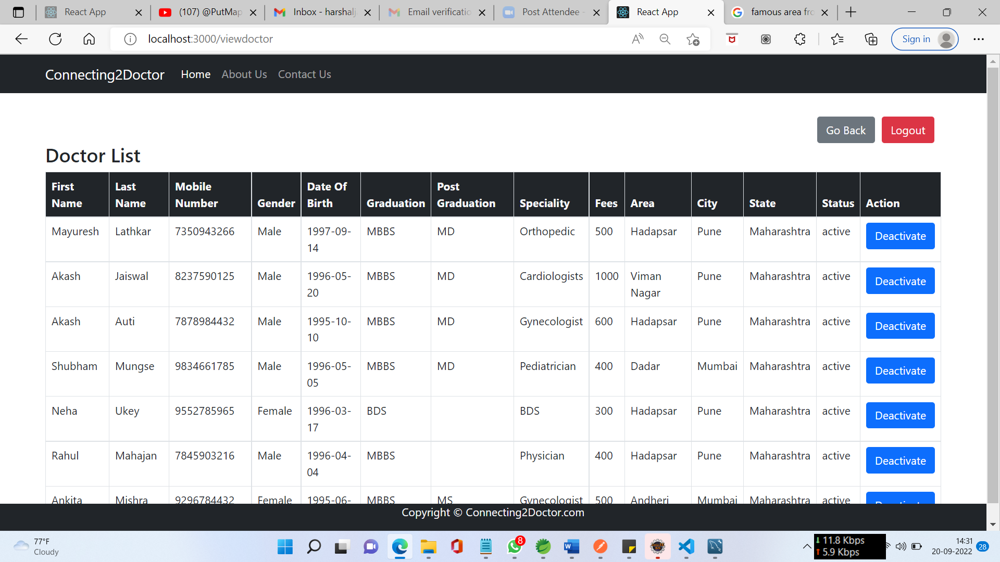 React App
(107) @PutMap
Inbox - harshalj
Email verificatio
Post Attendee -
React App
famous area fro
localhost:3000/viewdoctor
Sign in
Connecting2Doctor Home About Us Contact Us
Go Back Logout
Doctor List
First Name Last Name Mobile Number Gender Date Of Birth Graduation Post Graduation Speciality Fees Area City State Status Action
Mayuresh Lathkar 7350943266 Male 1997-09-14 MBBS MD Orthopedic 500 Hadapsar Pune Maharashtra active Deactivate
Akash Jaiswal 8237590125 Male 1996-05-20 MBBS MD Cardiologists 1000 Viman Nagar Pune Maharashtra active Deactivate
Akash Auti 7878984432 Male 1995-10-10 MBBS MD Gynecologist 600 Hadapsar Pune Maharashtra active Deactivate
Shubham Mungse 9834661785 Male 1996-05-05 MBBS MD Pediatrician 400 Dadar Mumbai Maharashtra active Deactivate
Neha Ukey 9552785965 Female 1996-03-17 BDS BDS 300 Hadapsar Pune Maharashtra active Deactivate
Rahul Mahajan 7845903216 Male 1996-04-04 MBBS Physician 400 Hadapsar Pune Maharashtra active Deactivate
Ankita Mishra 9296784432 Female 1995-06- MBBS MS Gynecologist 500 Andheri Mumbai Maharashtra active
Copyright © Connecting2Doctor.com
77°F
Cloudy
8
11.8 Kbps
5.9 Kbps
14:31
20-09-2022
28